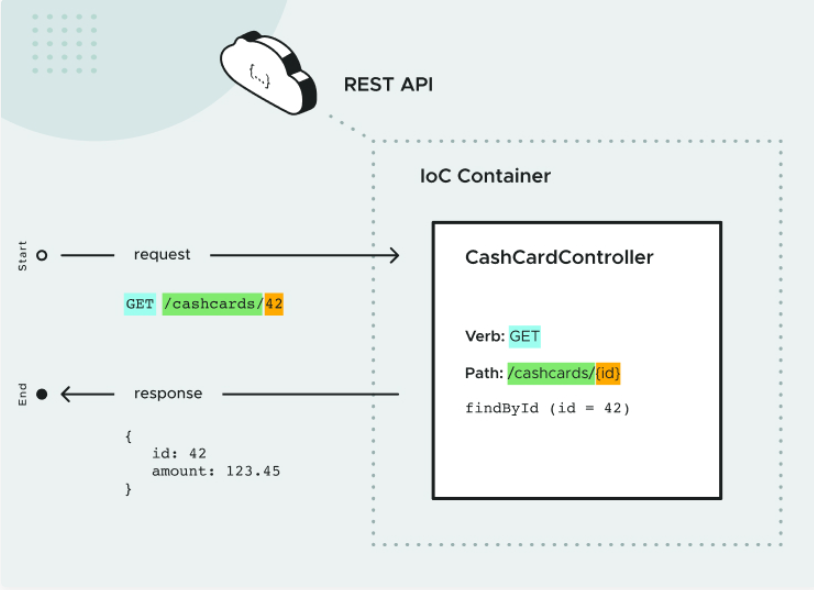 {...}
REST API
IoC Container
Start
request
GET /cashcards/42
CashCardController
Verb: GET
Path: /cashcards/{id}
findById (id = 42)
End
response
{
id: 42
amount: 123.45
}